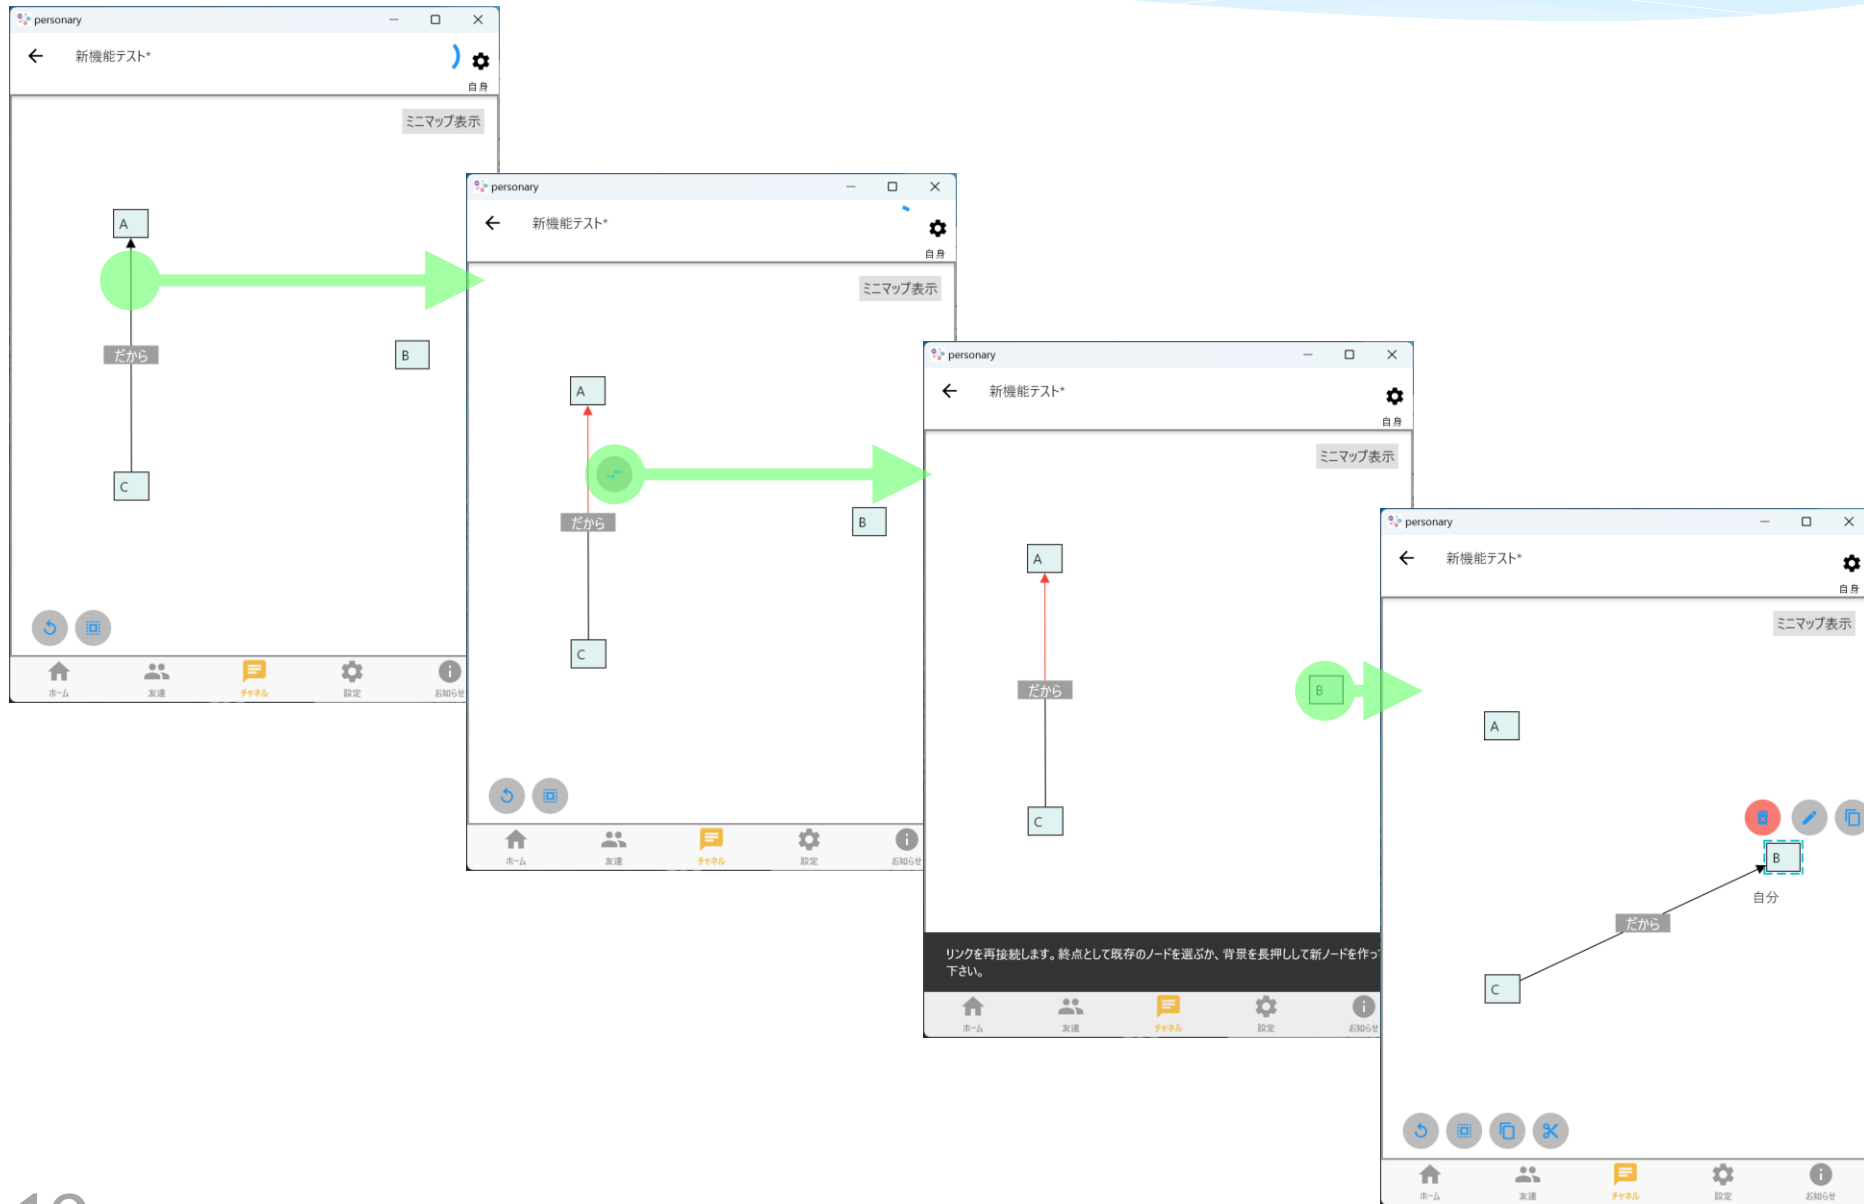 personary
新機能テスト*
自身
ミニマップ表示
A
だから
B
C
ホーム
友達
チャネル
設定
お知らせ
personary
新機能テスト*
自身
ミニマップ表示
A
だから
B
C
ホーム
友達
チャネル
設定
お知らせ
personary
新機能テスト*
自身
ミニマップ表示
A
だから
B
C
リンクを再接続します。終点として既存のノードを選ぶか、背景を長押しして新ノードを作っ
下さい。
ホーム
友達
チャネル
設定
お知らせ
personary
新機能テスト*
自身
ミニマップ表示
A
B
自分
だから
C
ホーム
友達
チャネル
設定
お知らせ